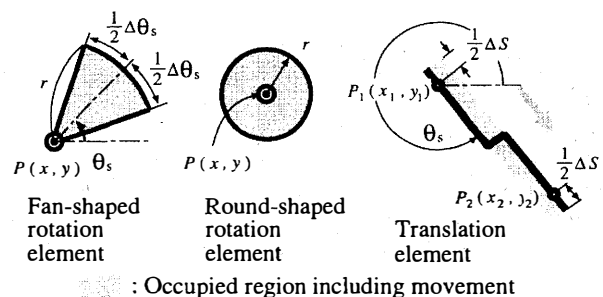 1/2 Δθs
1/2 Δθs
r
θs
P(x, y)
Fan-shaped
rotation
element
r
P(x, y)
Round-shaped
rotation
element
1/2 ΔS
P1(x1, y1)
θs
1/2 ΔS
P2(x2, y2)
Translation
element
: Occupied region including movement